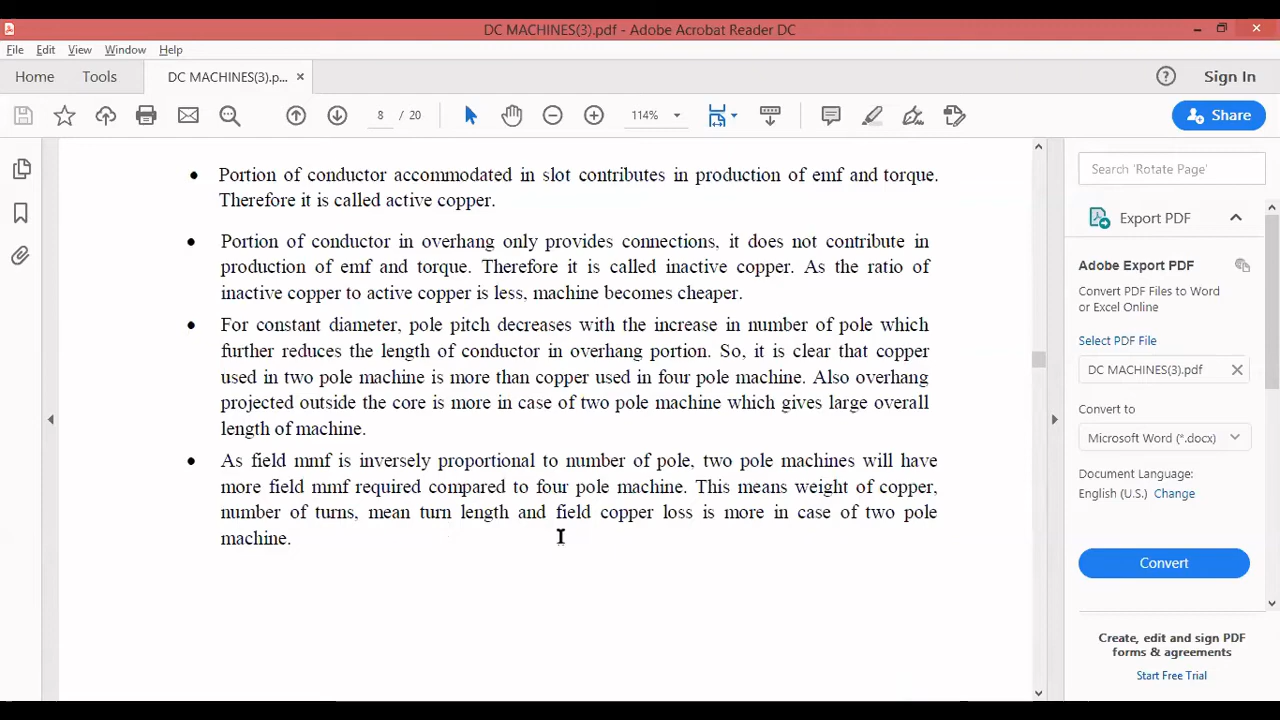 DC MACHINES(3).pdf - Adobe Acrobat Reader DC
File Edit View Window Help
Home Tools DC MACHINES(3).p... × Sign In
8 / 20 114% Share
• Portion of conductor accommodated in slot contributes in production of emf and torque.
Therefore it is called active copper.
• Portion of conductor in overhang only provides connections, it does not contribute in
production of emf and torque. Therefore it is called inactive copper. As the ratio of
inactive copper to active copper is less, machine becomes cheaper.
• For constant diameter, pole pitch decreases with the increase in number of pole which
further reduces the length of conductor in overhang portion. So, it is clear that copper
used in two pole machine is more than copper used in four pole machine. Also overhang
projected outside the core is more in case of two pole machine which gives large overall
length of machine.
• As field mmf is inversely proportional to number of pole, two pole machines will have
more field mmf required compared to four pole machine. This means weight of copper,
number of turns, mean turn length and field copper loss is more in case of two pole
machine.
Search 'Rotate Page'
Export PDF
Adobe Export PDF
Convert PDF Files to Word
or Excel Online
Select PDF File
DC MACHINES(3).pdf
Convert to
Microsoft Word (*.docx)
Document Language:
English (U.S.) Change
Convert
Create, edit and sign PDF
forms & agreements
Start Free Trial